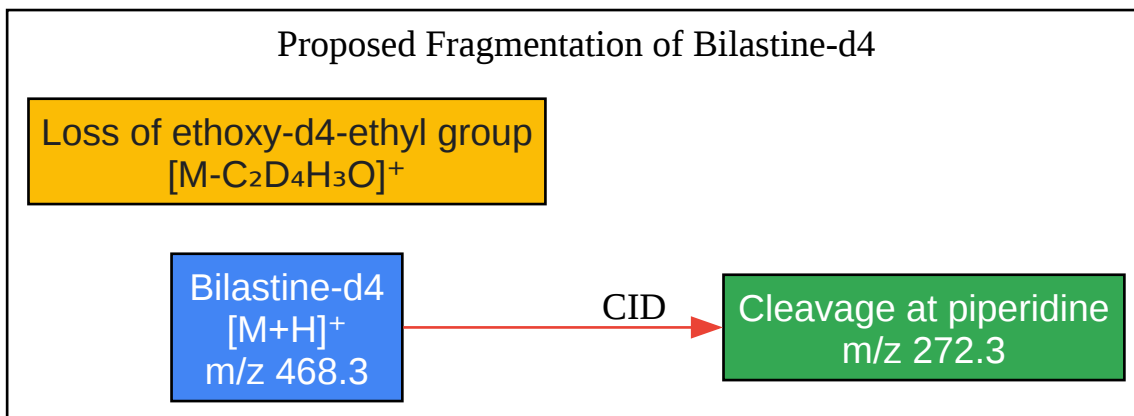 Proposed Fragmentation of Bilastine-d4
Loss of ethoxy-d4-ethyl group
[M-C₂D₄H₃O]⁺
Bilastine-d4
[M+H]⁺
m/z 468.3
CID
Cleavage at piperidine
m/z 272.3